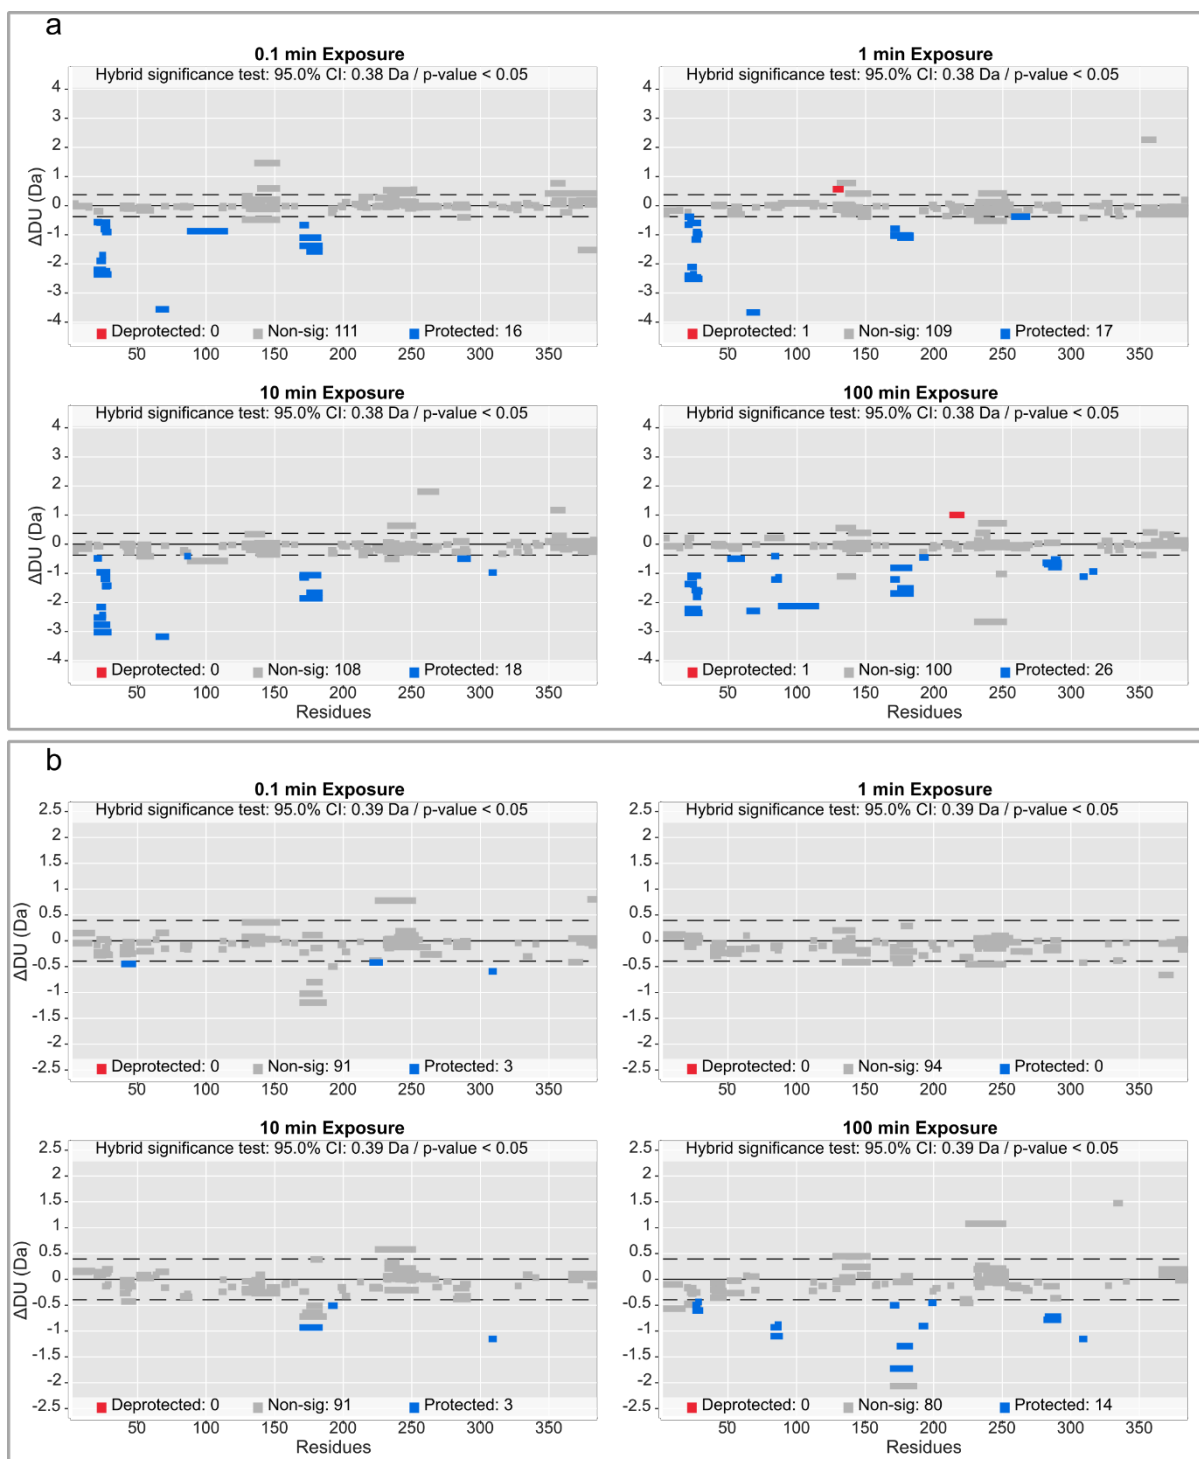 a
0.1 min Exposure
Hybrid significance test: 95.0% CI: 0.38 Da / p-value < 0.05
ΔDU (Da)
4
3
2
1
0
-1
-2
-3
-4
Deprotected: 0 Non-sig: 111 Protected: 16
50 100 150 200 250 300 350
1 min Exposure
Hybrid significance test: 95.0% CI: 0.38 Da / p-value < 0.05
4
3
2
1
0
-1
-2
-3
-4
Deprotected: 1 Non-sig: 109 Protected: 17
50 100 150 200 250 300 350
10 min Exposure
Hybrid significance test: 95.0% CI: 0.38 Da / p-value < 0.05
ΔDU (Da)
4
3
2
1
0
-1
-2
-3
-4
Deprotected: 0 Non-sig: 108 Protected: 18
50 100 150 200 250 300 350
Residues
100 min Exposure
Hybrid significance test: 95.0% CI: 0.38 Da / p-value < 0.05
4
3
2
1
0
-1
-2
-3
-4
Deprotected: 1 Non-sig: 100 Protected: 26
50 100 150 200 250 300 350
Residues
b
0.1 min Exposure
Hybrid significance test: 95.0% CI: 0.39 Da / p-value < 0.05
ΔDU (Da)
2.5
2
1.5
1
0.5
0
-0.5
-1
-1.5
-2
-2.5
Deprotected: 0 Non-sig: 91 Protected: 3
50 100 150 200 250 300 350
1 min Exposure
Hybrid significance test: 95.0% CI: 0.39 Da / p-value < 0.05
2.5
2
1.5
1
0.5
0
-0.5
-1
-1.5
-2
-2.5
Deprotected: 0 Non-sig: 94 Protected: 0
50 100 150 200 250 300 350
10 min Exposure
Hybrid significance test: 95.0% CI: 0.39 Da / p-value < 0.05
ΔDU (Da)
2.5
2
1.5
1
0.5
0
-0.5
-1
-1.5
-2
-2.5
Deprotected: 0 Non-sig: 91 Protected: 3
50 100 150 200 250 300 350
Residues
100 min Exposure
Hybrid significance test: 95.0% CI: 0.39 Da / p-value < 0.05
2.5
2
1.5
1
0.5
0
-0.5
-1
-1.5
-2
-2.5
Deprotected: 0 Non-sig: 80 Protected: 14
50 100 150 200 250 300 350
Residues